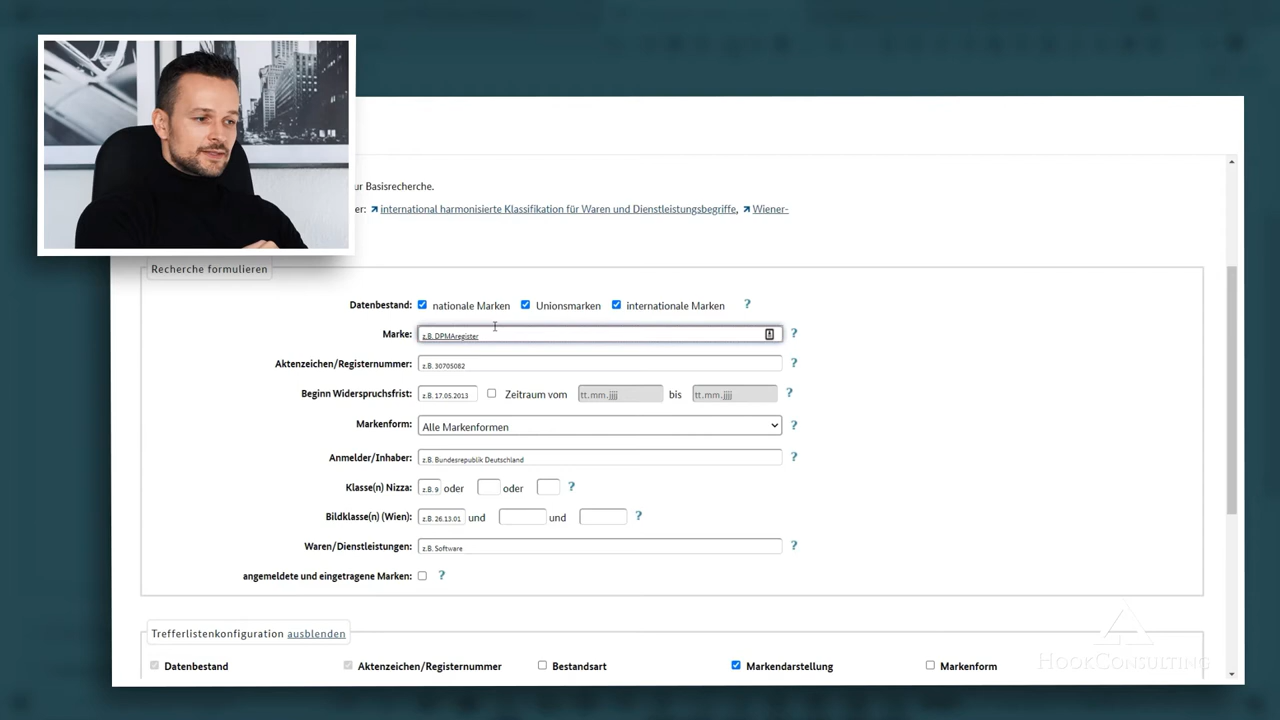 ur Basisrecherche.
er: international harmonisierte Klassifikation für Waren und Dienstleistungsbegriffe, Wiener-
Recherche formulieren
Datenbestand: nationale Marken Unionsmarken internationale Marken ?
Marke: z.B. DPMAregister ?
Aktenzeichen/Registernummer: z.B. 30705082 ?
Beginn Widerspruchsfrist: z.B. 17.05.2013 Zeitraum vom tt.mm.jjjj bis tt.mm.jjjj ?
Markenform: Alle Markenformen ?
Anmelder/Inhaber: z.B. Bundesrepublik Deutschland ?
Klasse(n) Nizza: z.B. 9 oder oder ?
Bildklasse(n) (Wien): z.B. 26.13.01 und und ?
Waren/Dienstleistungen: z.B. Software ?
angemeldete und eingetragene Marken: ?
Trefferlistenkonfiguration ausblenden
Datenbestand Aktenzeichen/Registernummer Bestandsart Markendarstellung Markenform
HOOKCONSULTING